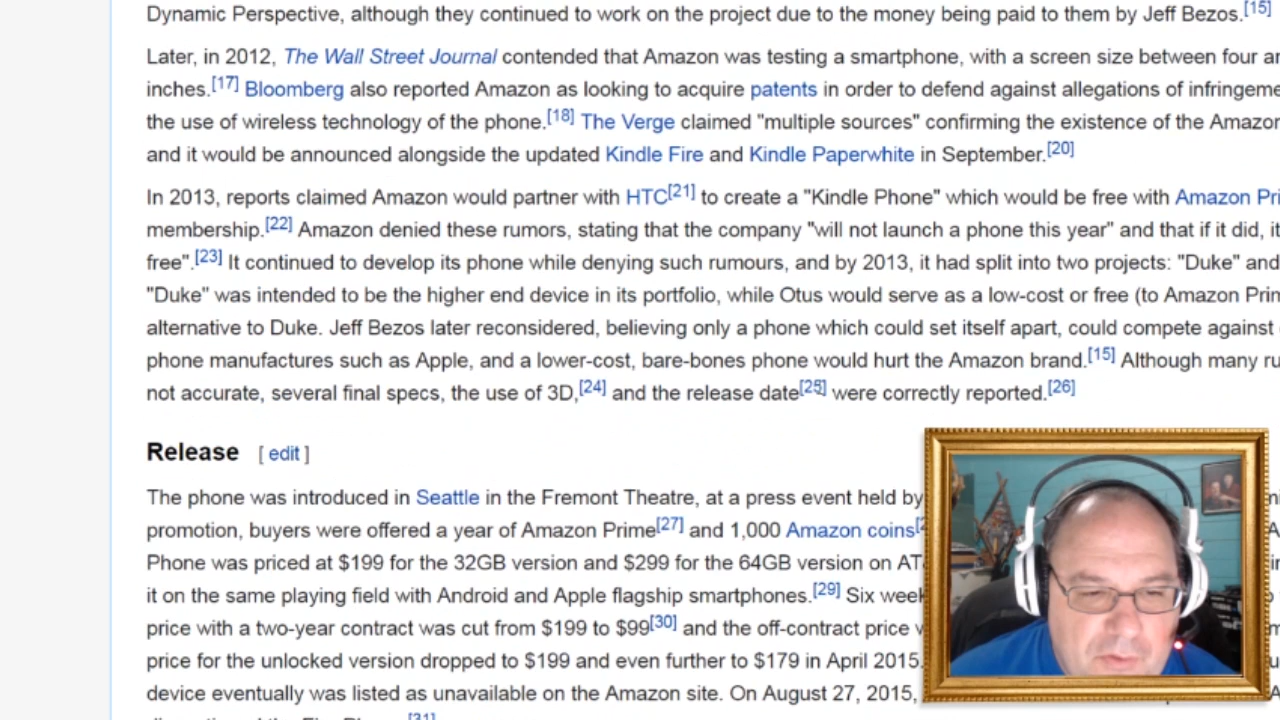 Dynamic Perspective, although they continued to work on the project due to the money being paid to them by Jeff Bezos.[15]
Later, in 2012, The Wall Street Journal contended that Amazon was testing a smartphone, with a screen size between four
inches.[17] Bloomberg also reported Amazon as looking to acquire patents in order to defend against allegations of
the use of wireless technology of the phone.[18] The Verge claimed "multiple sources" confirming the existence of the Amazon
and it would be announced alongside the updated Kindle Fire and Kindle Paperwhite in September.[20]
In 2013, reports claimed Amazon would partner with HTC[21] to create a "Kindle Phone" which would be free with Amazon
membership.[22] Amazon denied these rumors, stating that the company "will not launch a phone this year" and that if it did, it
free".[23] It continued to develop its phone while denying such rumours, and by 2013, it had split into two projects: "Duke" and
"Duke" was intended to be the higher end device in its portfolio, while Otus would serve as a low-cost or free (to Amazon
alternative to Duke. Jeff Bezos later reconsidered, believing only a phone which could set itself apart, could compete against
phone manufactures such as Apple, and a lower-cost, bare-bones phone would hurt the Amazon brand.[15] Although many
not accurate, several final specs, the use of 3D,[24] and the release date[25] were correctly reported.[26]
Release [ edit ]
The phone was introduced in Seattle in the Fremont Theatre, at a press event held by
promotion, buyers were offered a year of Amazon Prime[27] and 1,000 Amazon coins
Phone was priced at $199 for the 32GB version and $299 for the 64GB version on
it on the same playing field with Android and Apple flagship smartphones.[29] Six
price with a two-year contract was cut from $199 to $99[30] and the off-contract price
price for the unlocked version dropped to $199 and even further to $179 in April 2015.
device eventually was listed as unavailable on the Amazon site. On August 27, 2015,
[31]